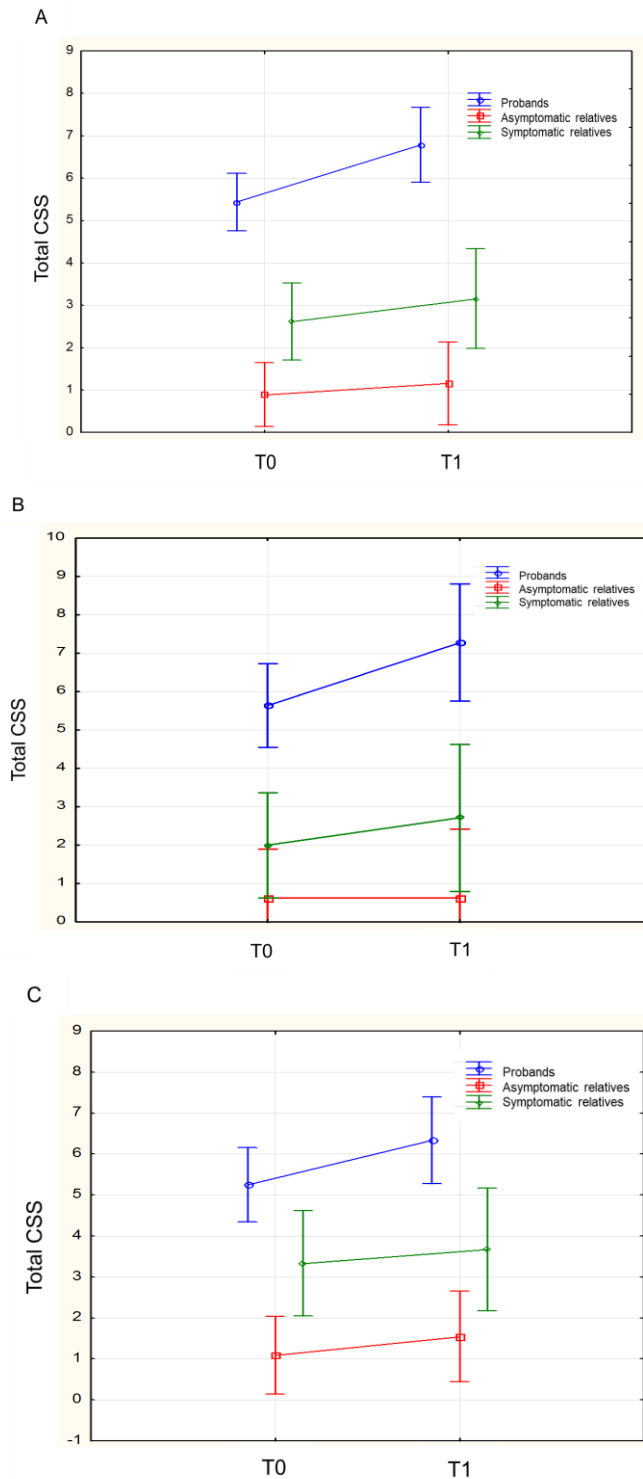 A
9
8
7
6
5
4
3
2
1
0
Total CSS
Probands
Asymptomatic relatives
Symptomatic relatives
T0 T1
B
10
9
8
7
6
5
4
3
2
1
0
Total CSS
Probands
Asymptomatic relatives
Symptomatic relatives
T0 T1
C
9
8
7
6
5
4
3
2
1
0
-1
Total CSS
Probands
Asymptomatic relatives
Symptomatic relatives
T0 T1